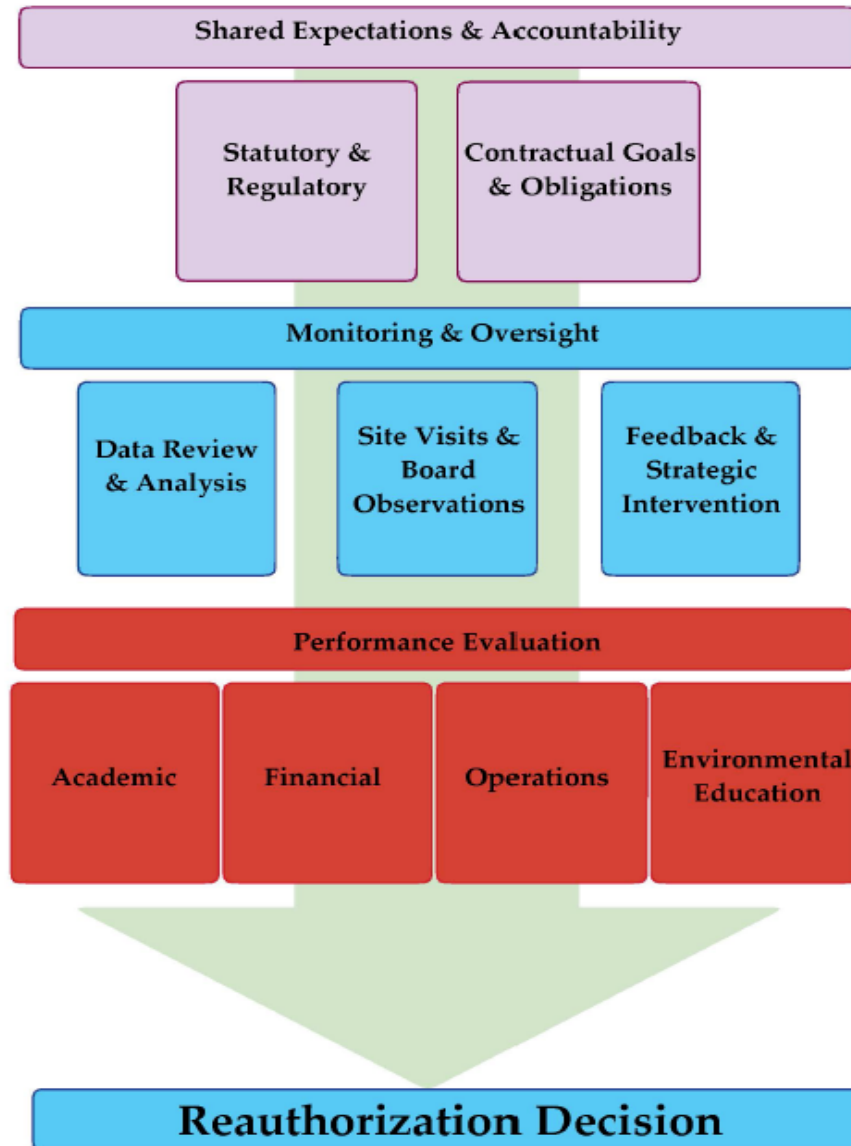 Shared Expectations & Accountability
Statutory &
Regulatory
Contractual Goals
& Obligations
Monitoring & Oversight
Data Review
& Analysis
Site Visits &
Board
Observations
Feedback &
Strategic
Intervention
Performance Evaluation
Academic
Financial
Operations
Environmental
Education
Reauthorization Decision